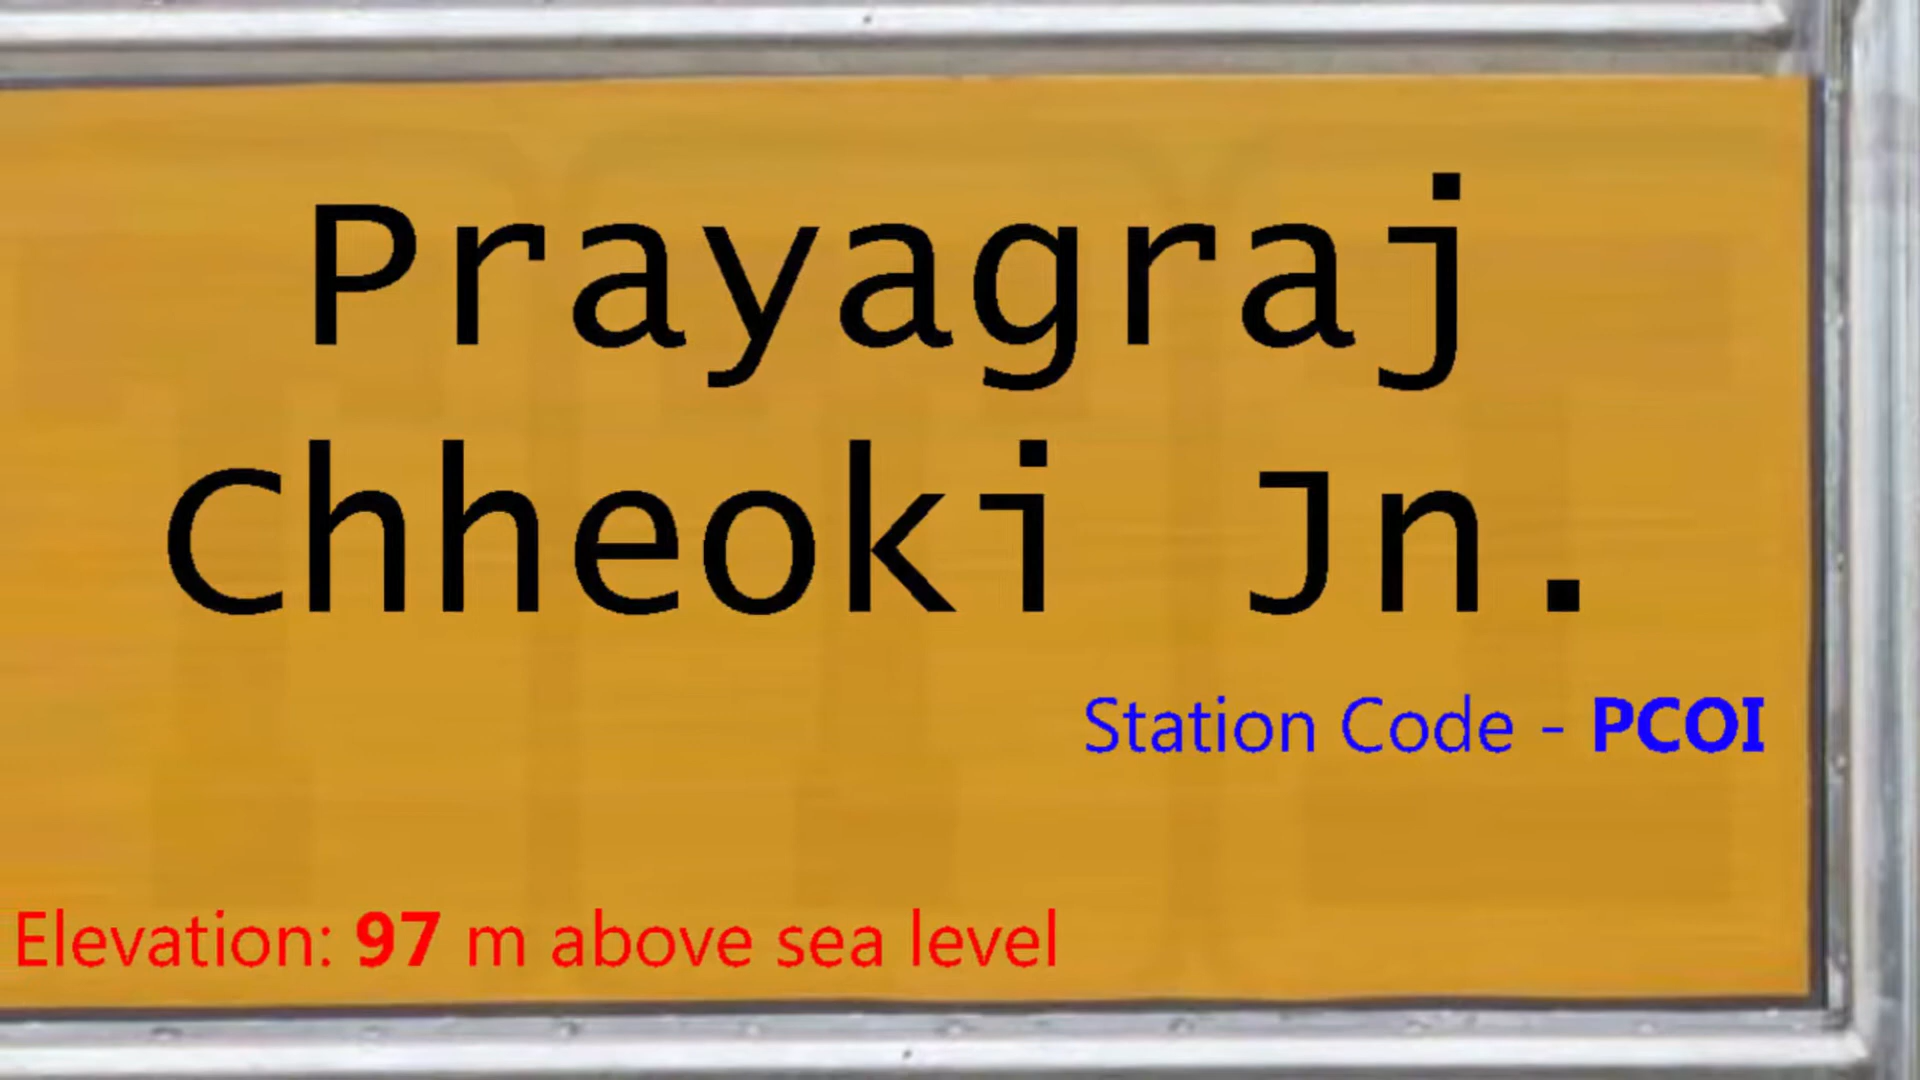 Prayagraj
Chheoki Jn.
Station Code - PCOI
Elevation: 97 m above sea level